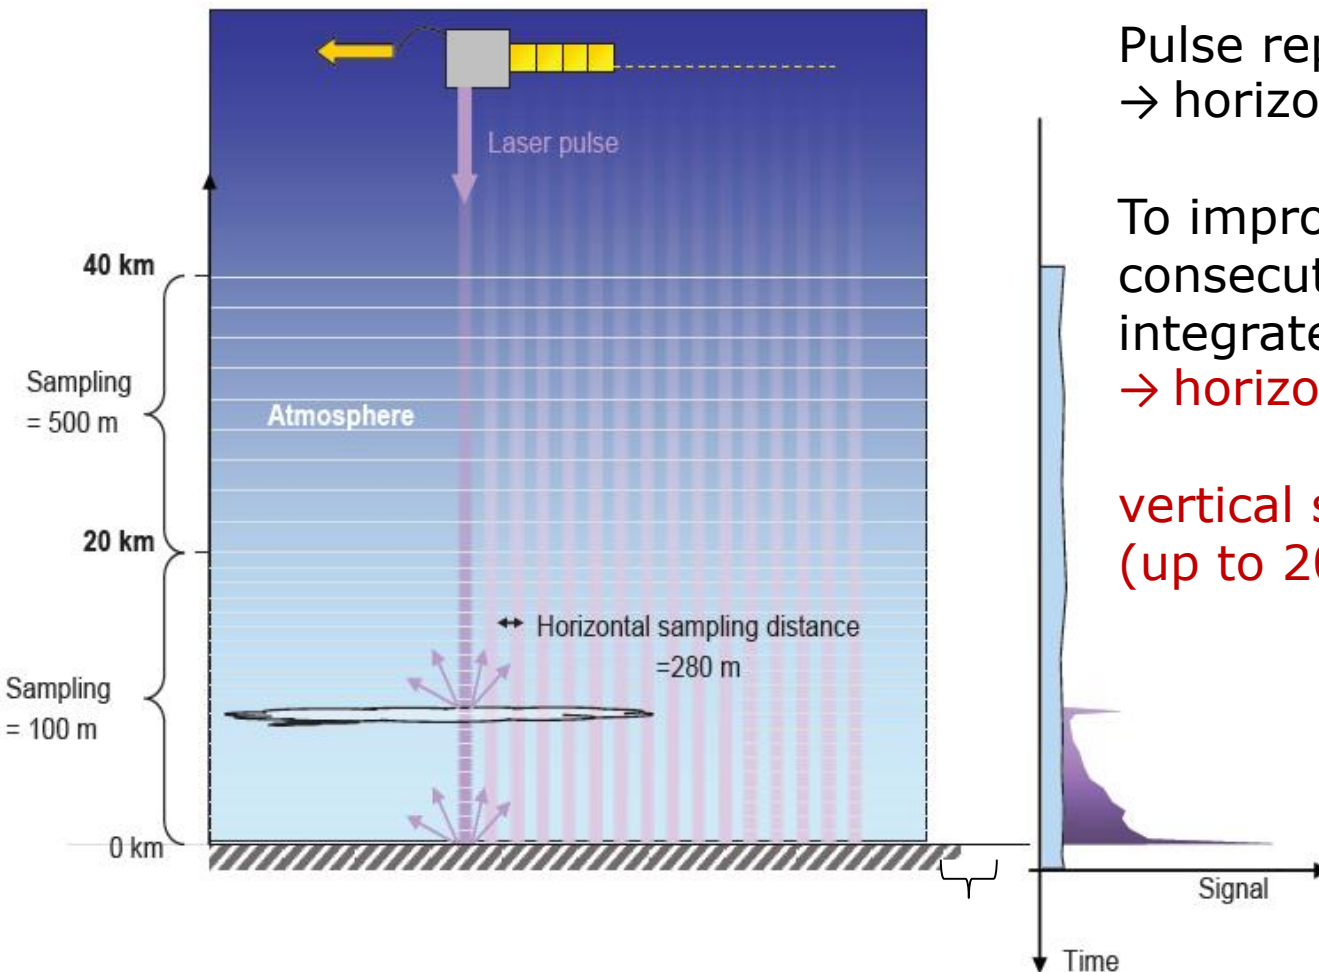 Laser pulse
40 km
Sampling
= 500 m
Atmosphere
20 km
Horizontal sampling distance
=280 m
Sampling
= 100 m
0 km
Signal
Time
Pulse rep
→ horizo
To impro
consecut
integrate
→ horizo
vertical s
(up to 20